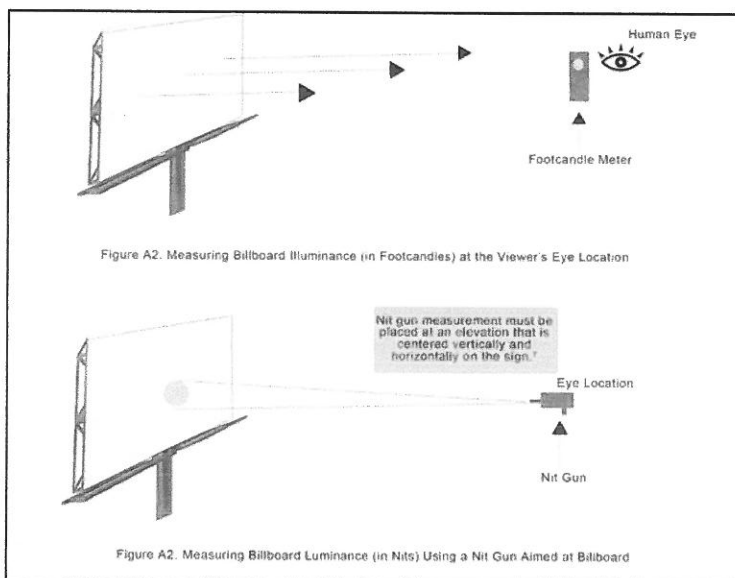 Human Eye
Footcandle Meter
Figure A2. Measuring Billboard Illuminance (in Footcandles) at the Viewer's Eye Location
Nit gun measurement must be
placed at an elevation that is
centered vertically and
horizontally on the sign.7
Eye Location
Nit Gun
Figure A2. Measuring Billboard Luminance (in Nits) Using a Nit Gun Aimed at Billboard